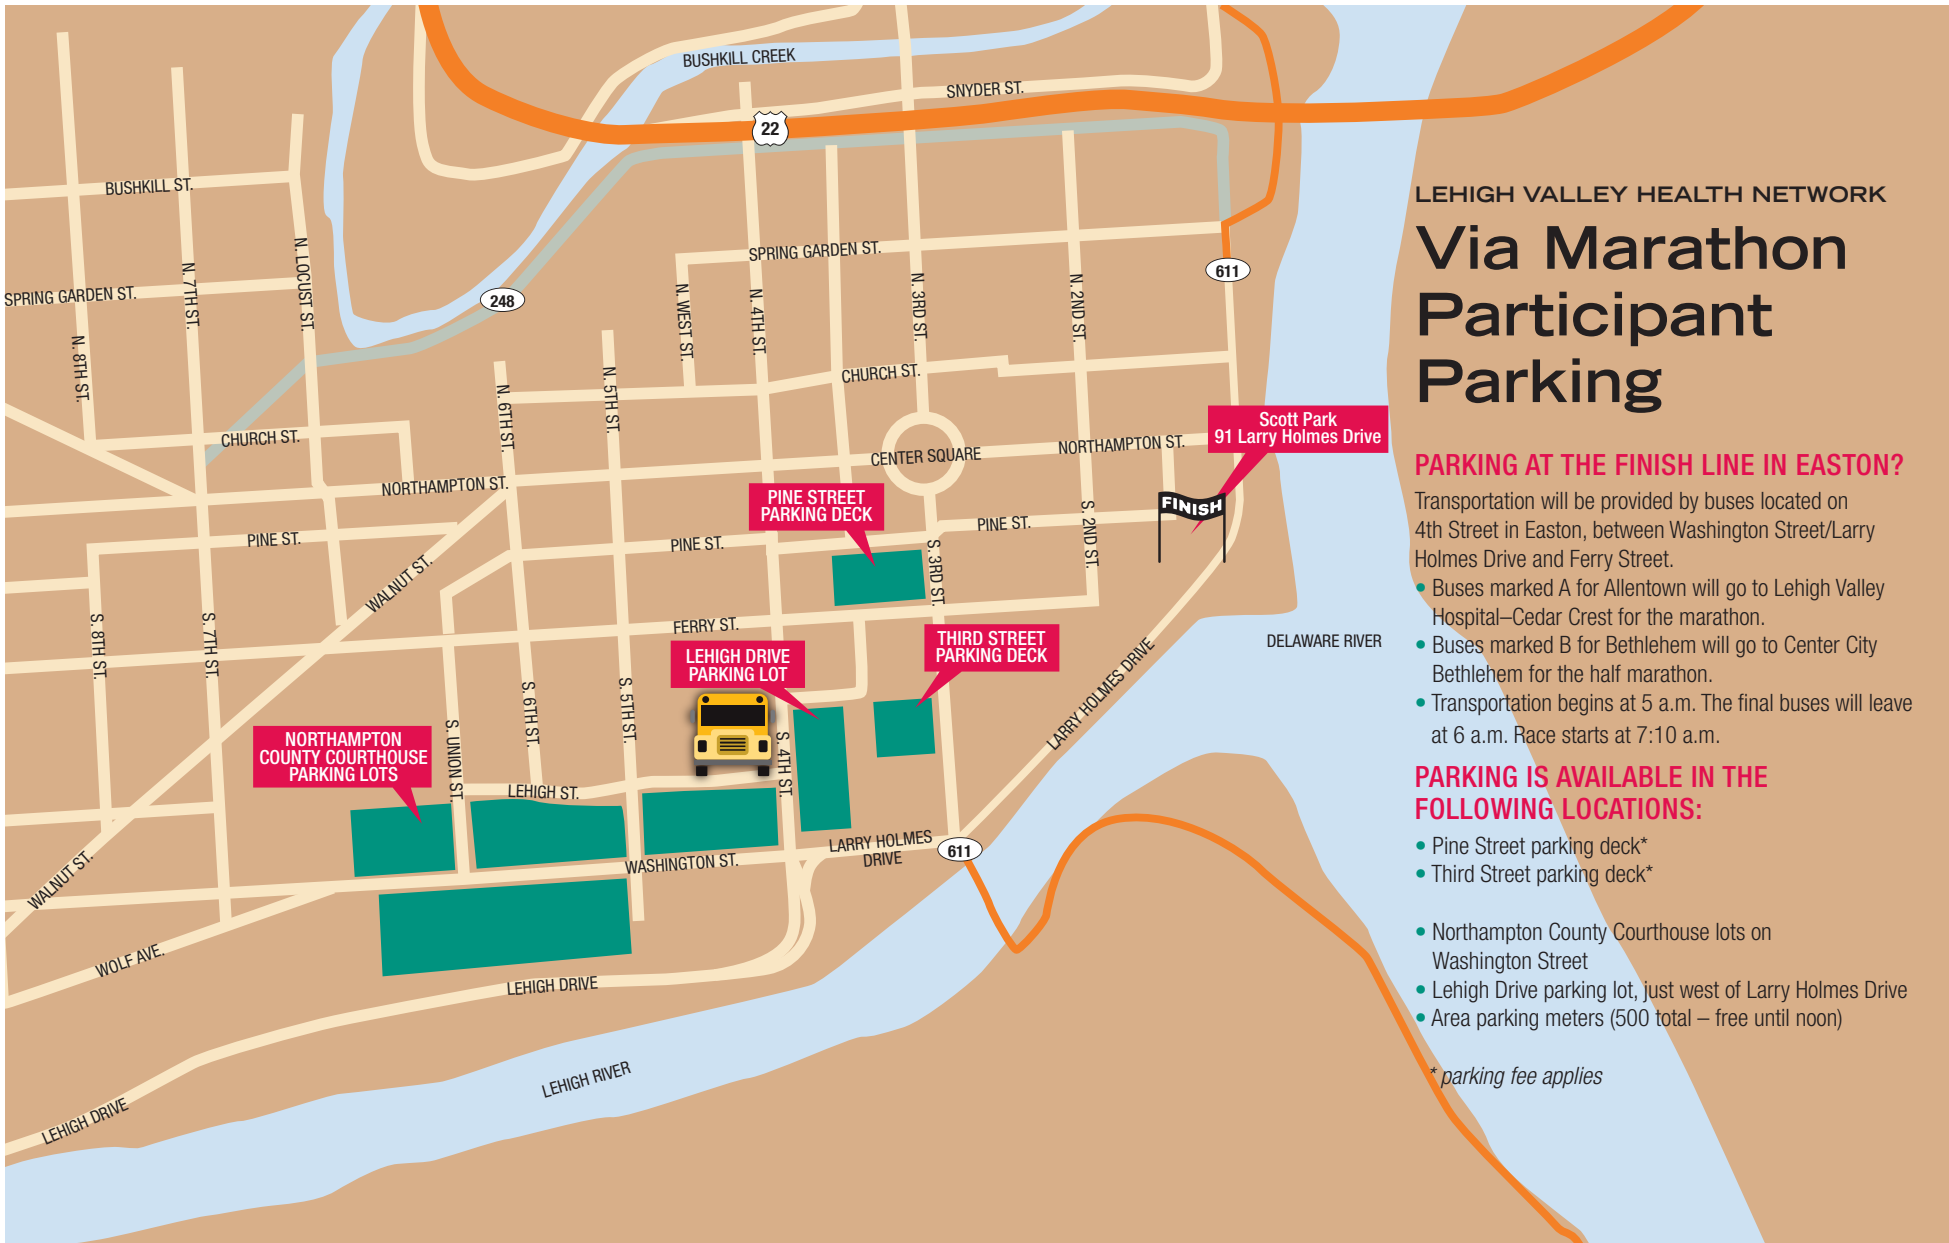 BUSHKILL CREEK
SNYDER ST.
22
BUSHKILL ST.
N. LOCUST ST.
N. 7TH ST.
SPRING GARDEN ST.
SPRING GARDEN ST.
248
611
N. 8TH ST.
N. WEST ST.
N. 4TH ST.
N. 3RD ST.
N. 2ND ST.
N. 6TH ST.
N. 5TH ST.
CHURCH ST.
CHURCH ST.
Scott Park
91 Larry Holmes Drive
CENTER SQUARE
NORTHAMPTON ST.
NORTHAMPTON ST.
PINE STREET
PARKING DECK
FINISH
PINE ST.
PINE ST.
PINE ST.
S. 2ND ST.
S. 3RD ST.
WALNUT ST.
S. 8TH ST.
S. 7TH ST.
FERRY ST.
THIRD STREET
PARKING DECK
LEHIGH DRIVE
PARKING LOT
DELAWARE RIVER
LARRY HOLMES DRIVE
S. UNION ST.
S. 6TH ST.
S. 5TH ST.
S. 4TH ST.
NORTHAMPTON
COUNTY COURTHOUSE
PARKING LOTS
LEHIGH ST.
LARRY HOLMES
DRIVE
611
WASHINGTON ST.
WALNUT ST.
WOLF AVE.
LEHIGH DRIVE
LEHIGH RIVER
LEHIGH DRIVE
LEHIGH VALLEY HEALTH NETWORK
Via Marathon
Participant
Parking
PARKING AT THE FINISH LINE IN EASTON?
Transportation will be provided by buses located on
4th Street in Easton, between Washington Street/Larry
Holmes Drive and Ferry Street.
• Buses marked A for Allentown will go to Lehigh Valley
Hospital–Cedar Crest for the marathon.
• Buses marked B for Bethlehem will go to Center City
Bethlehem for the half marathon.
• Transportation begins at 5 a.m. The final buses will leave
at 6 a.m. Race starts at 7:10 a.m.
PARKING IS AVAILABLE IN THE
FOLLOWING LOCATIONS:
• Pine Street parking deck*
• Third Street parking deck*
• Northampton County Courthouse lots on
Washington Street
• Lehigh Drive parking lot, just west of Larry Holmes Drive
• Area parking meters (500 total – free until noon)
* parking fee applies